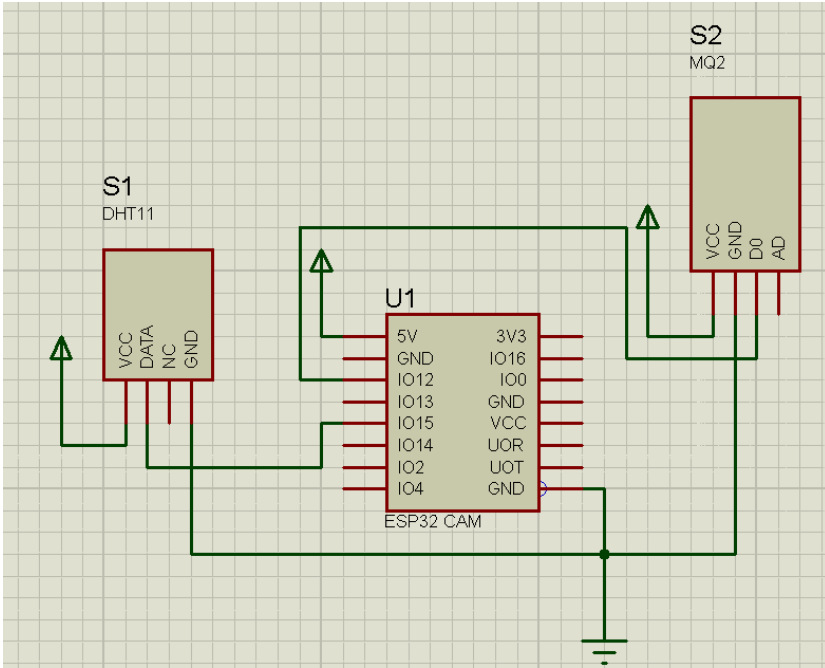 S2
MQ2
VCC
GND
D0
AD
S1
DHT11
VCC
DATA
NC
GND
U1
5V
GND
IO12
IO13
IO15
IO14
IO2
IO4
3V3
IO16
IO0
GND
VCC
UOR
UOT
GND
ESP32 CAM